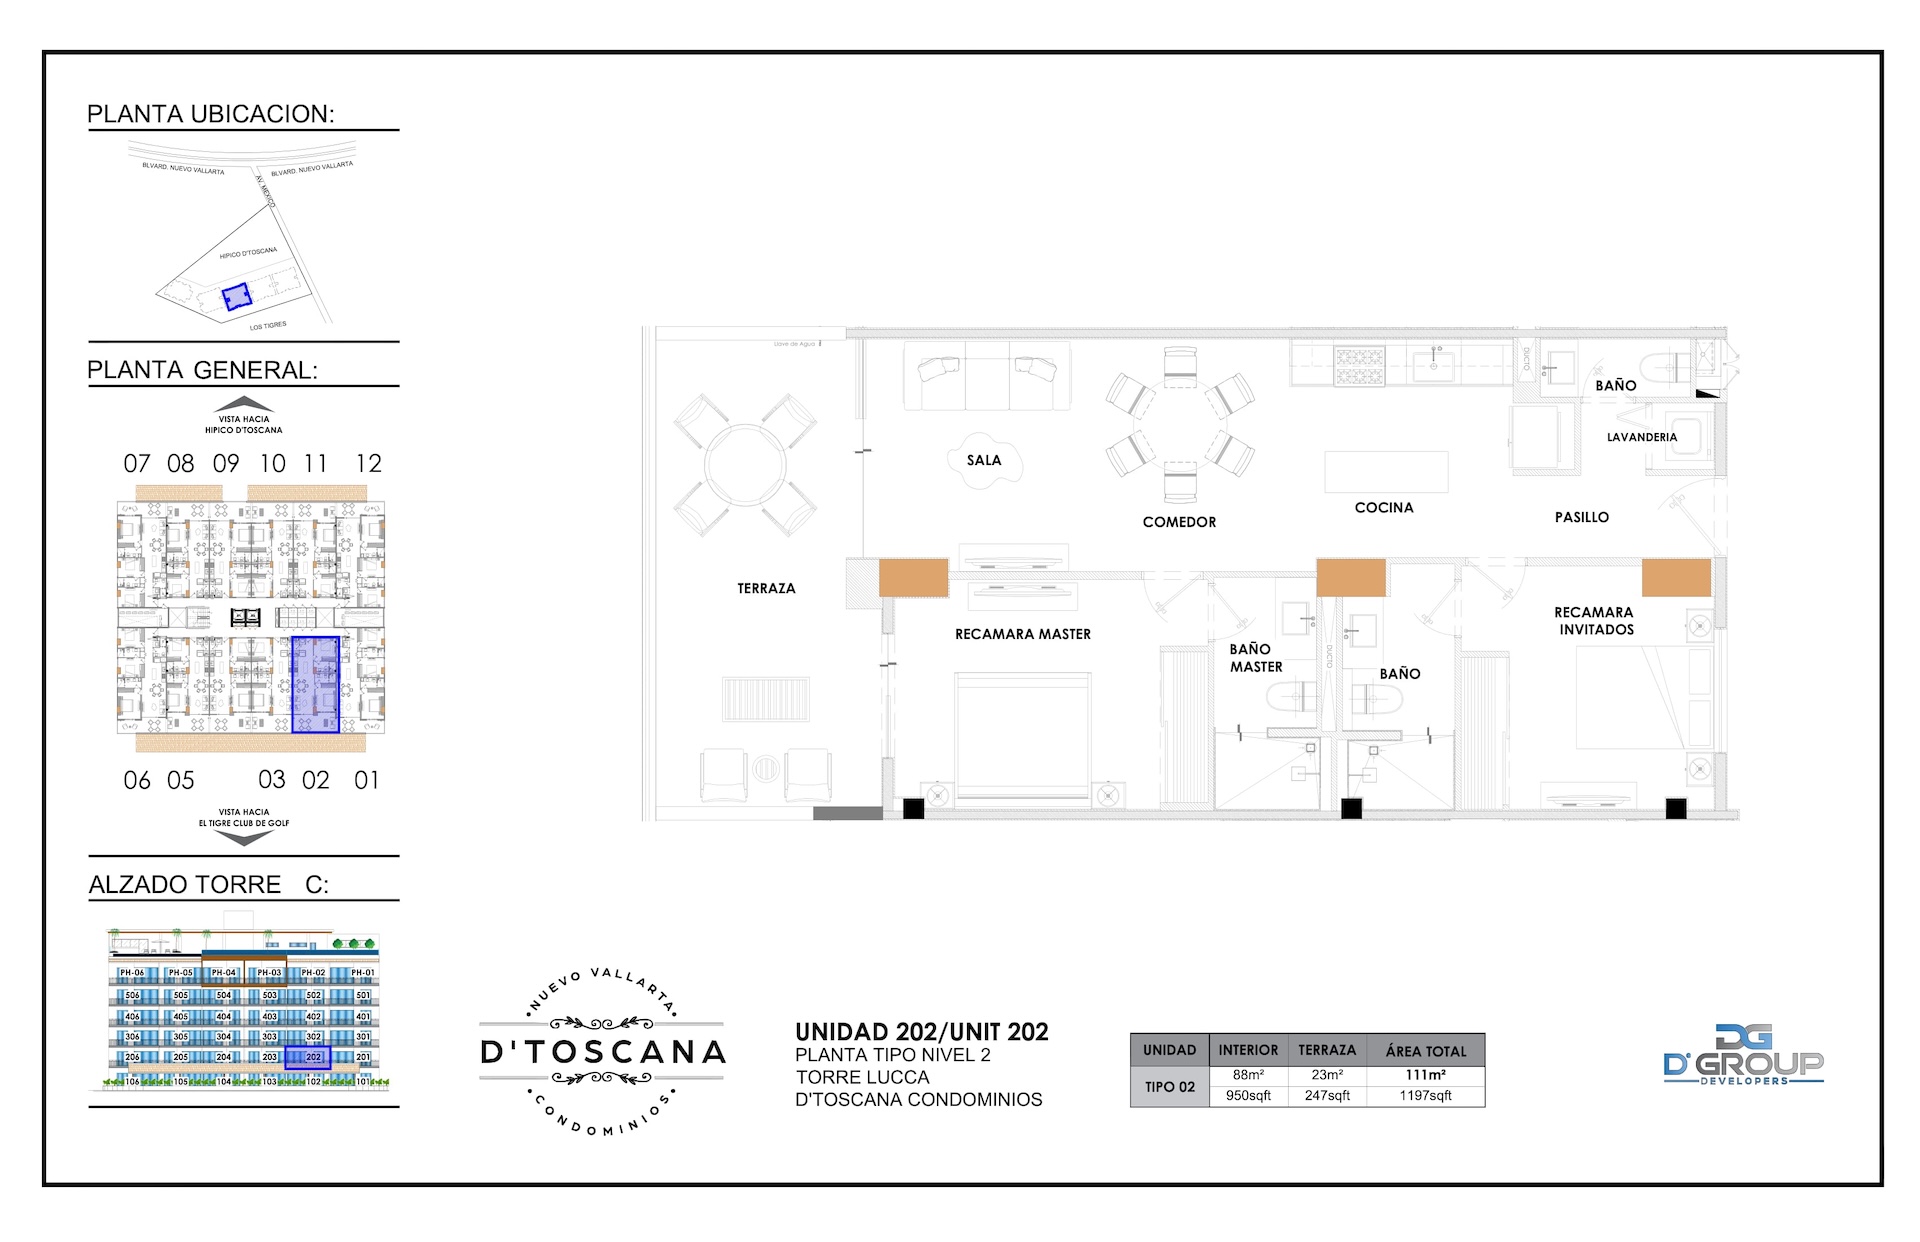 PLANTA UBICACION:
BLVARD. NUEVO VALLARTA
BLVARD. NUEVO VALLARTA
AV. MEXICO
HIPICO D'TOSCANA
LOS TIGRES
PLANTA GENERAL:
VISTA HACIA
HIPICO D'TOSCANA
07 08 09 10 11 12
06 05 03 02 01
VISTA HACIA
EL TIGRE CLUB DE GOLF
ALZADO TORRE C:
PH-06 PH-05 PH-04 PH-03 PH-02 PH-01
506 505 504 503 502 501
406 405 404 403 402 401
306 305 304 303 302 301
206 205 204 203 202 201
106 105 104 103 102 101
Llave de Agua
DUCTO
BAÑO
LAVANDERIA
SALA
COMEDOR
COCINA
PASILLO
TERRAZA
RECAMARA MASTER
BAÑO
MASTER
DUCTO
BAÑO
RECAMARA
INVITADOS
NUEVO VALLARTA
D'TOSCANA
CONDOMINIOS
UNIDAD 202/UNIT 202
PLANTA TIPO NIVEL 2
TORRE LUCCA
D'TOSCANA CONDOMINIOS
UNIDAD INTERIOR TERRAZA ÁREA TOTAL
TIPO 02 88m² 23m² 111m²
950sqft 247sqft 1197sqft
DG
D'GROUP
DEVELOPERS